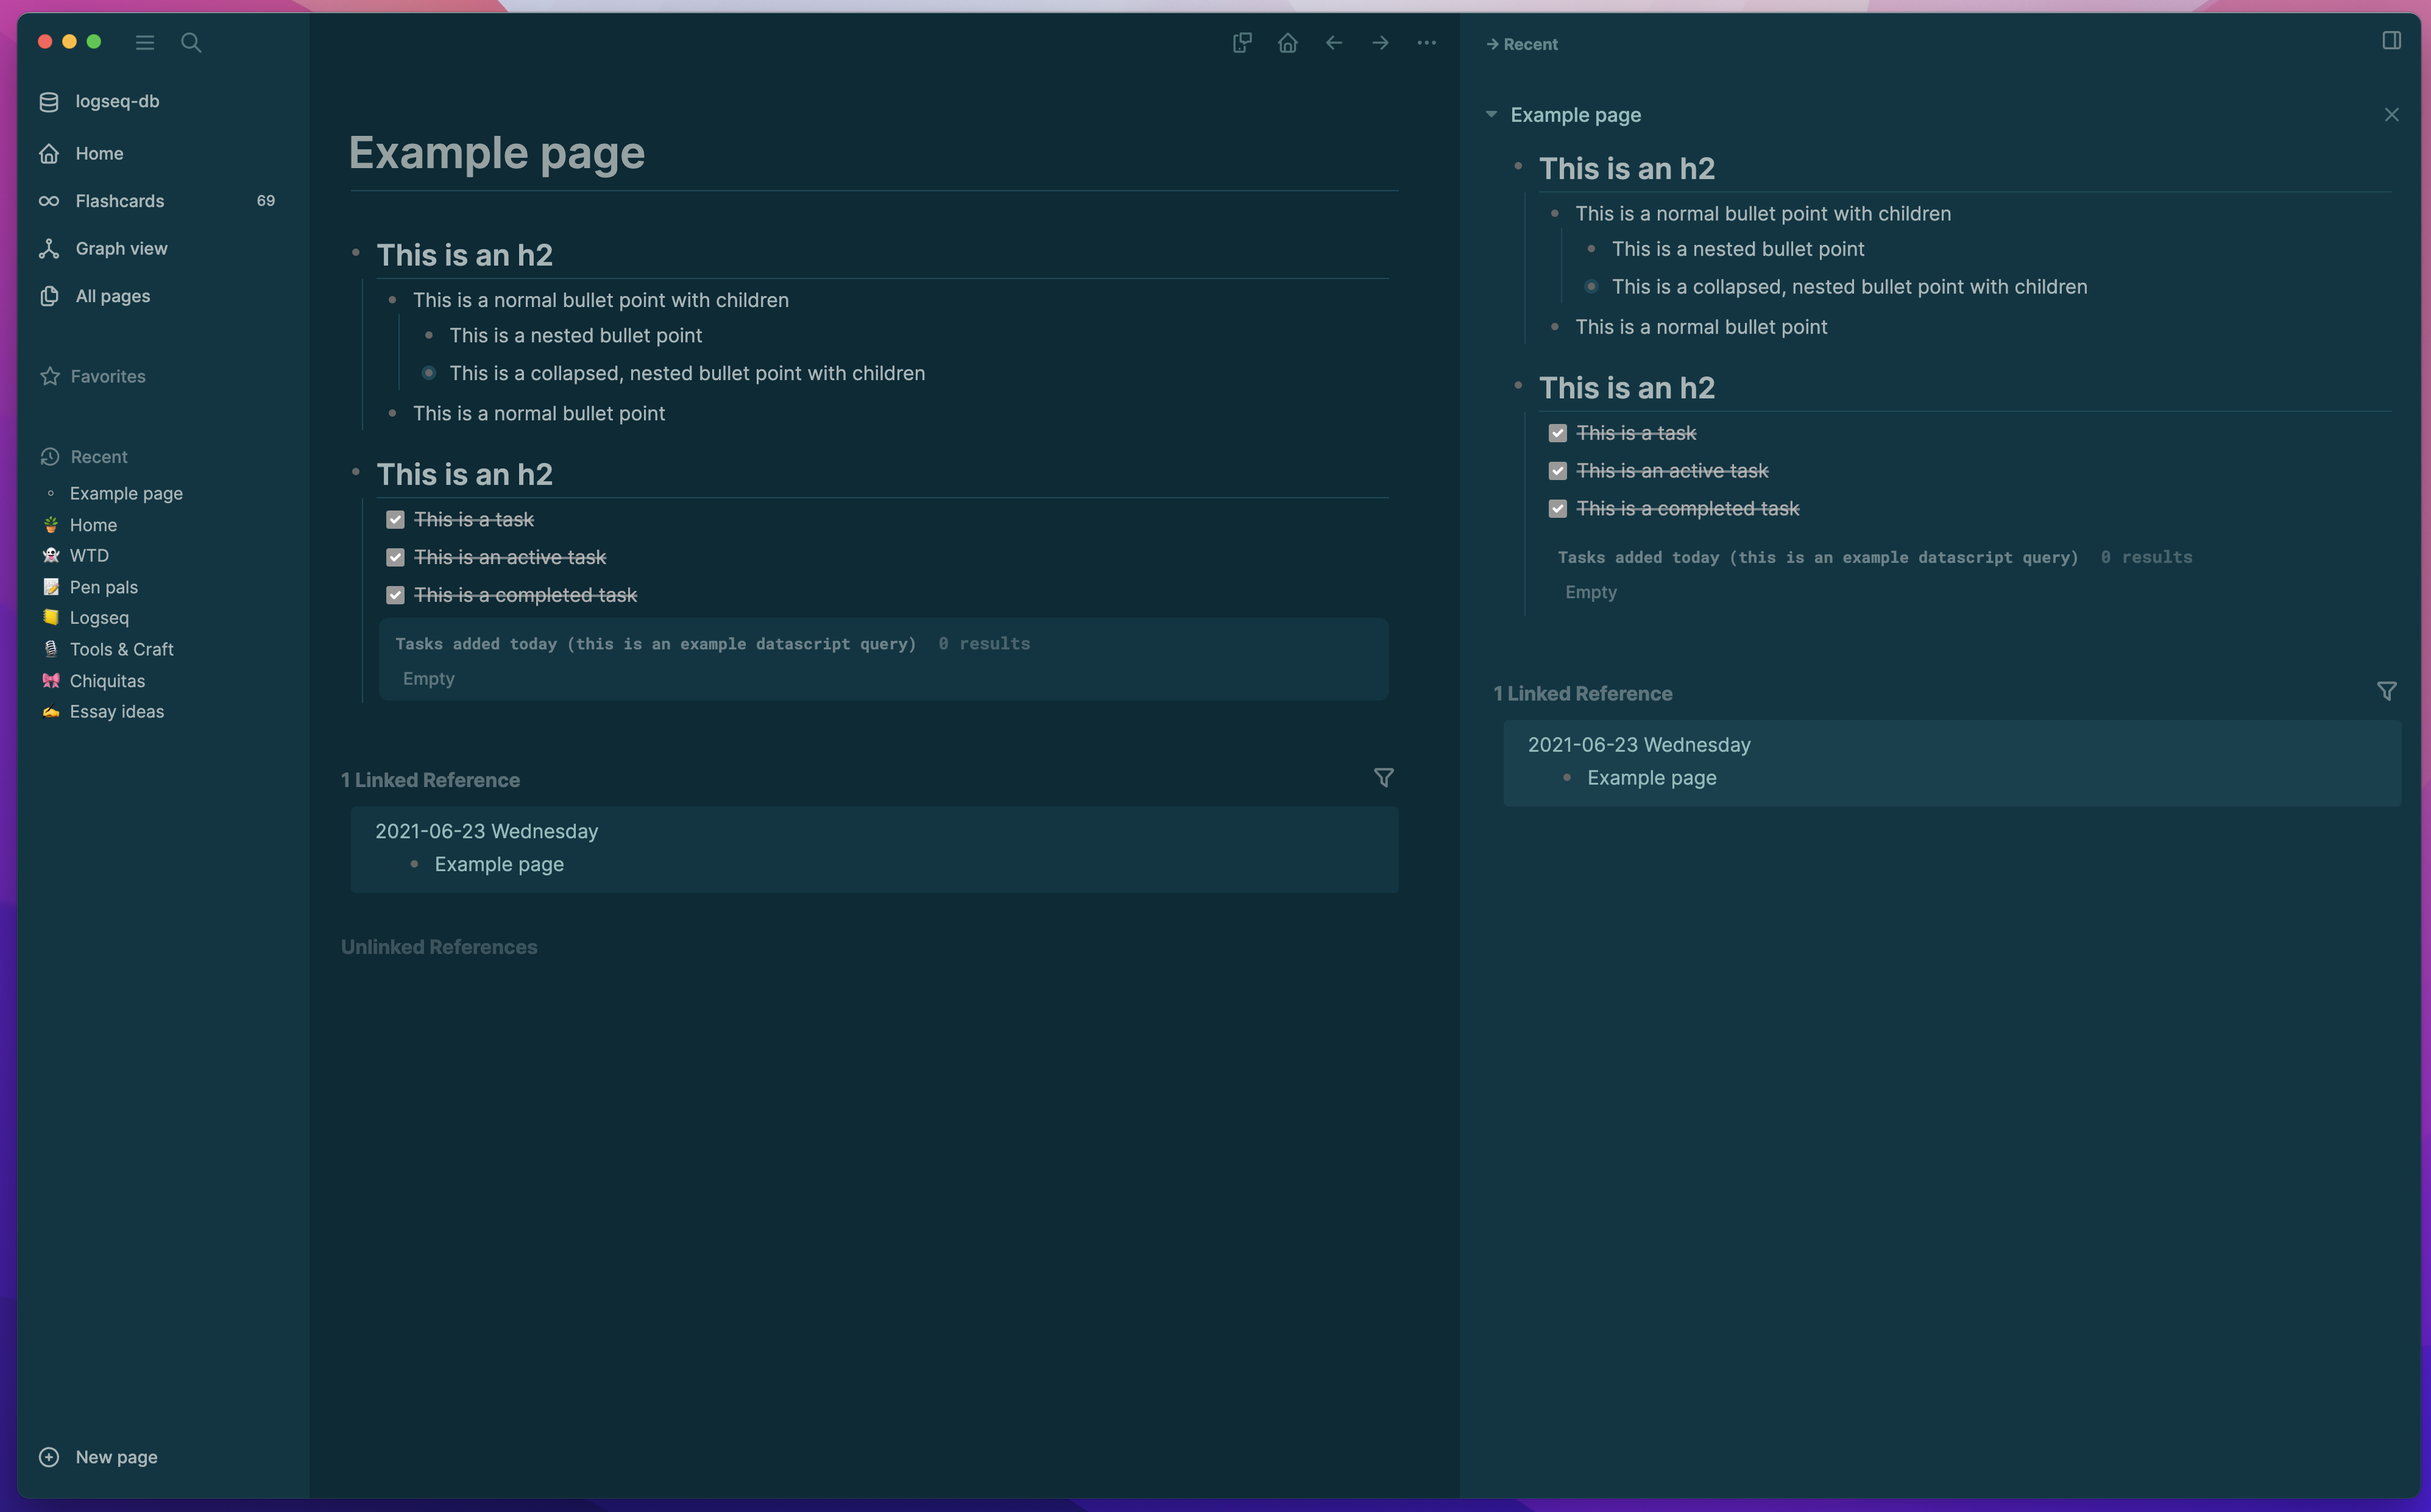 logseq-db
Home
Flashcards 69
Graph view
All pages
Favorites
Recent
Example page
Home
WTD
Pen pals
Logseq
Tools & Craft
Chiquitas
Essay ideas
New page
Example page
This is an h2
This is a normal bullet point with children
This is a nested bullet point
This is a collapsed, nested bullet point with children
This is a normal bullet point
This is an h2
This is a task
This is an active task
This is a completed task
Tasks added today (this is an example datascript query) 0 results
Empty
1 Linked Reference
2021-06-23 Wednesday
Example page
Unlinked References
→ Recent
Example page
This is an h2
This is a normal bullet point with children
This is a nested bullet point
This is a collapsed, nested bullet point with children
This is a normal bullet point
This is an h2
This is a task
This is an active task
This is a completed task
Tasks added today (this is an example datascript query) 0 results
Empty
1 Linked Reference
2021-06-23 Wednesday
Example page